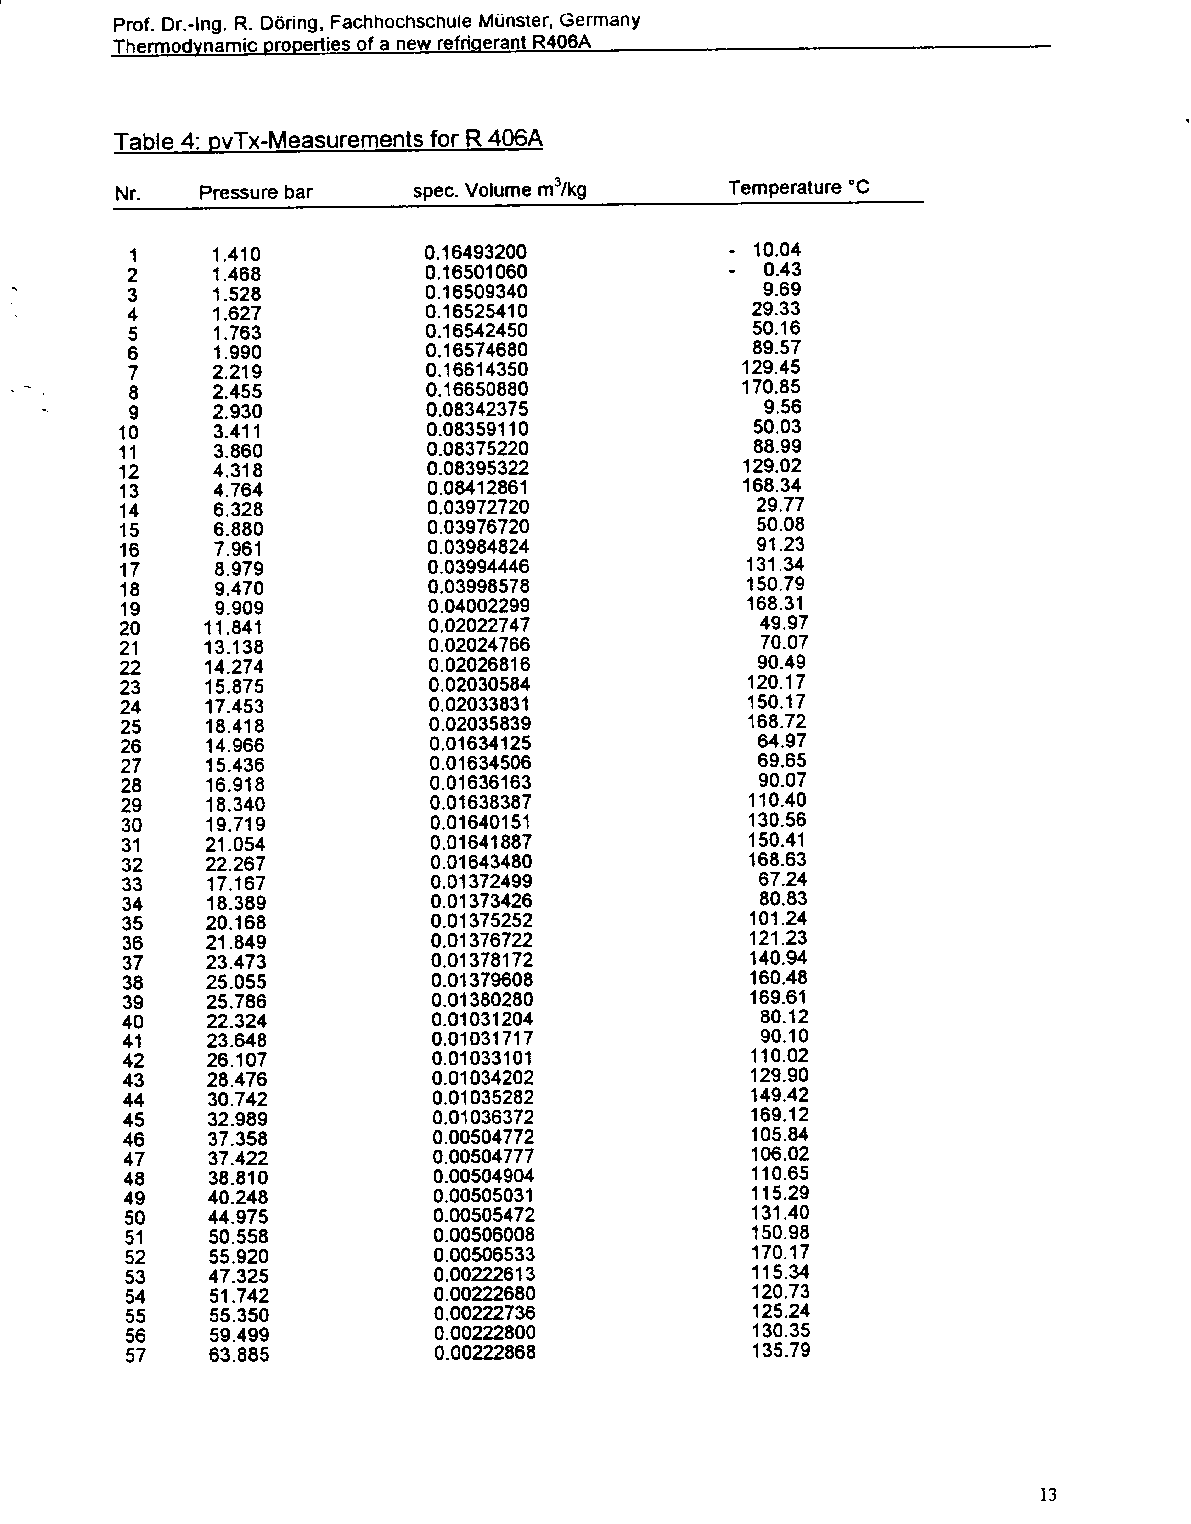 Prof. Dr.-Ing. R. Döring, Fachhochschule Münster, Germany
Thermodynamic properties of a new refrigerant R406A
Table 4: pvTx-Measurements for R 406A
Nr. Pressure bar spec. Volume m³/kg Temperature °C
1 1.410 0.16493200 - 10.04
2 1.468 0.16501060 - 0.43
3 1.528 0.16509340 9.69
4 1.627 0.16525410 29.33
5 1.763 0.16542450 50.16
6 1.990 0.16574680 89.57
7 2.219 0.16614350 129.45
8 2.455 0.16650880 170.85
9 2.930 0.08342375 9.56
10 3.411 0.08359110 50.03
11 3.860 0.08375220 88.99
12 4.318 0.08395322 129.02
13 4.764 0.08412861 168.34
14 6.328 0.03972720 29.77
15 6.880 0.03976720 50.08
16 7.961 0.03984824 91.23
17 8.979 0.03994446 131.34
18 9.470 0.03998578 150.79
19 9.909 0.04002299 168.31
20 11.841 0.02022747 49.97
21 13.138 0.02024766 70.07
22 14.274 0.02026816 90.49
23 15.875 0.02030584 120.17
24 17.453 0.02033831 150.17
25 18.418 0.02035839 168.72
26 14.966 0.01634125 64.97
27 15.436 0.01634506 69.65
28 16.918 0.01636163 90.07
29 18.340 0.01638387 110.40
30 19.719 0.01640151 130.56
31 21.054 0.01641887 150.41
32 22.267 0.01643480 168.63
33 17.167 0.01372499 67.24
34 18.389 0.01373426 80.83
35 20.168 0.01375252 101.24
36 21.849 0.01376722 121.23
37 23.473 0.01378172 140.94
38 25.055 0.01379608 160.48
39 25.786 0.01380280 169.61
40 22.324 0.01031204 80.12
41 23.648 0.01031717 90.10
42 26.107 0.01033101 110.02
43 28.476 0.01034202 129.90
44 30.742 0.01035282 149.42
45 32.989 0.01036372 169.12
46 37.358 0.00504772 105.84
47 37.422 0.00504777 106.02
48 38.810 0.00504904 110.65
49 40.248 0.00505031 115.29
50 44.975 0.00505472 131.40
51 50.558 0.00506008 150.98
52 55.920 0.00506533 170.17
53 47.325 0.00222613 115.34
54 51.742 0.00222680 120.73
55 55.350 0.00222736 125.24
56 59.499 0.00222800 130.35
57 63.885 0.00222868 135.79
13